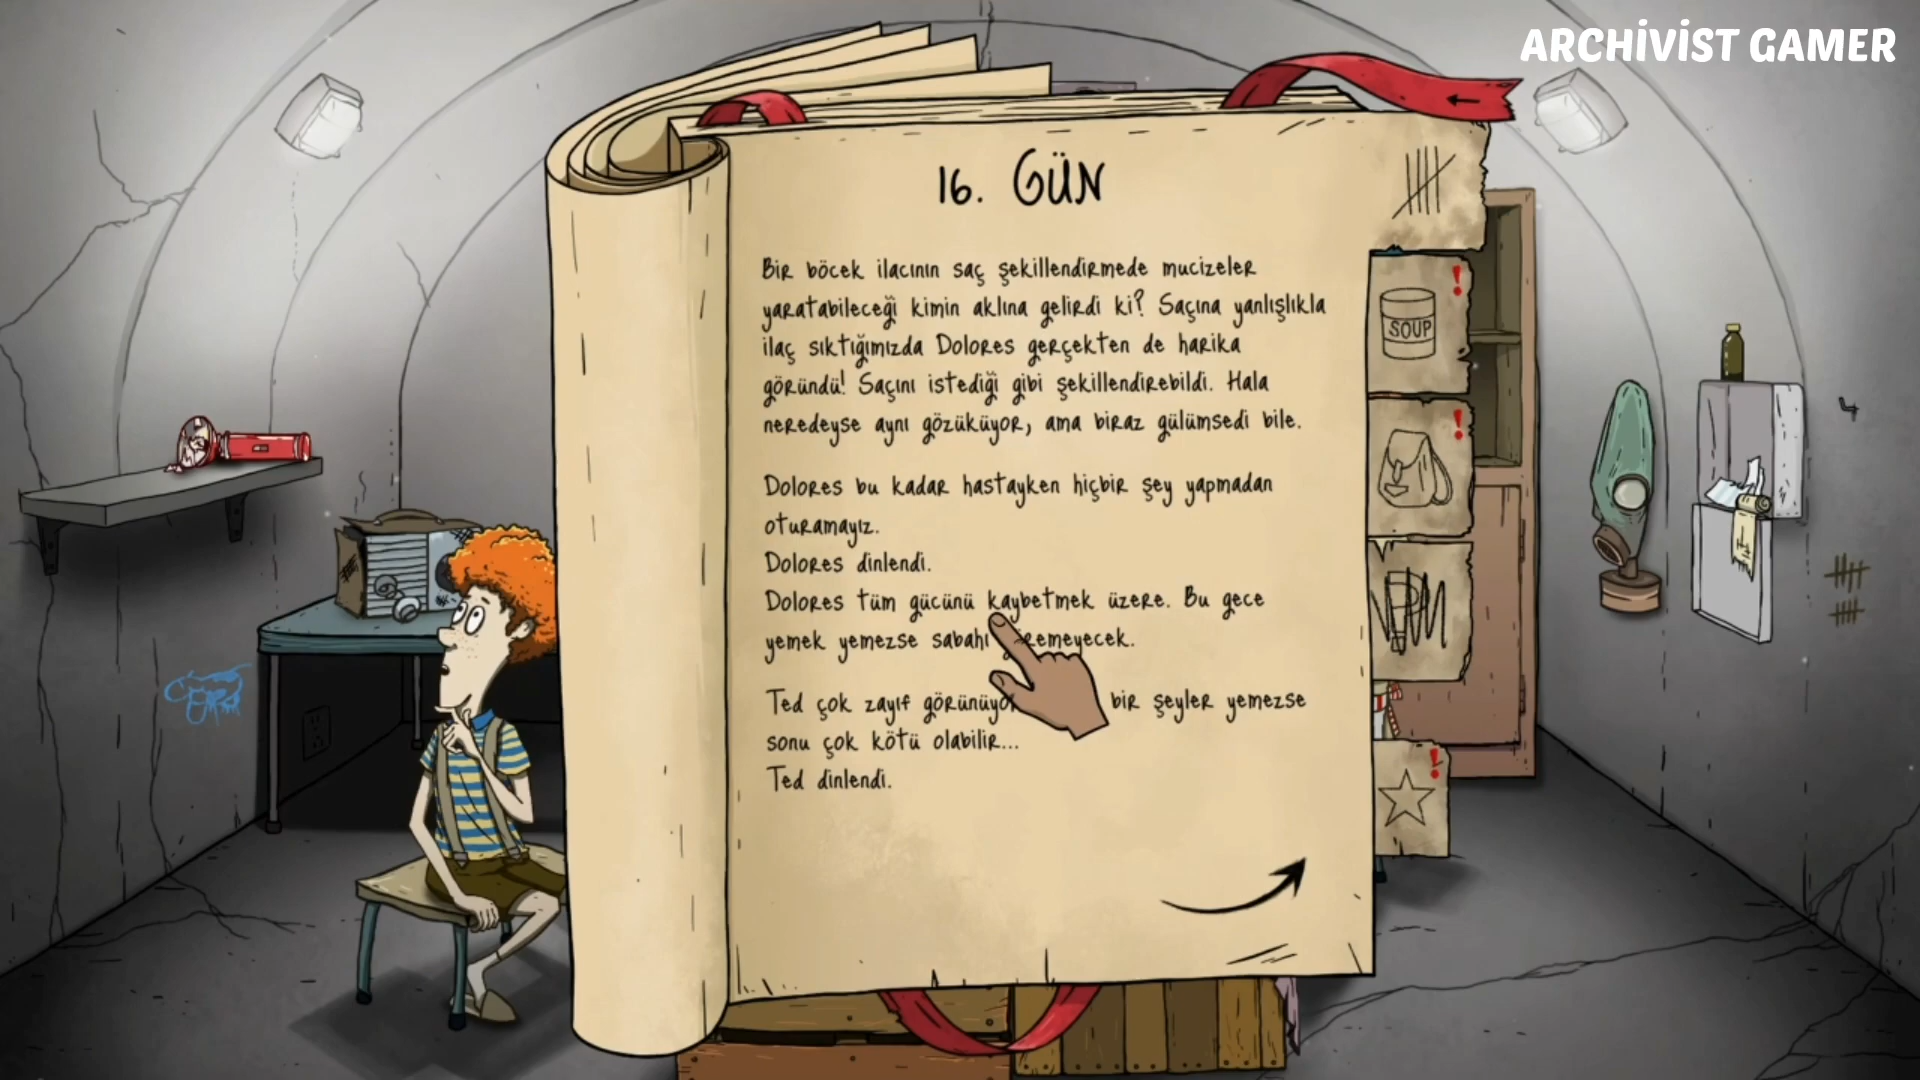 ARCHİVİST GAMER
16. GÜN
Bir böcek ilacının saç şekillendirmede mucizeler
yaratabileceği kimin aklına gelirdi ki? Saçına yanlışlıkla
ilaç sıktığımızda Dolores gerçekten de harika
göründü! Saçını istediği gibi şekillendirebildi. Hala
neredeyse aynı gözüküyor, ama biraz gülümsedi bile.
Dolores bu kadar hastayken hiçbir şey yapmadan
oturamayız.
Dolores dinlendi.
Dolores tüm gücünü kaybetmek üzere. Bu gece
yemek yemezse sabahı
Ted çok zayıf bir şeyler yemezse
sonu çok kötü olabilir...
Ted dinlendi.
SOUP